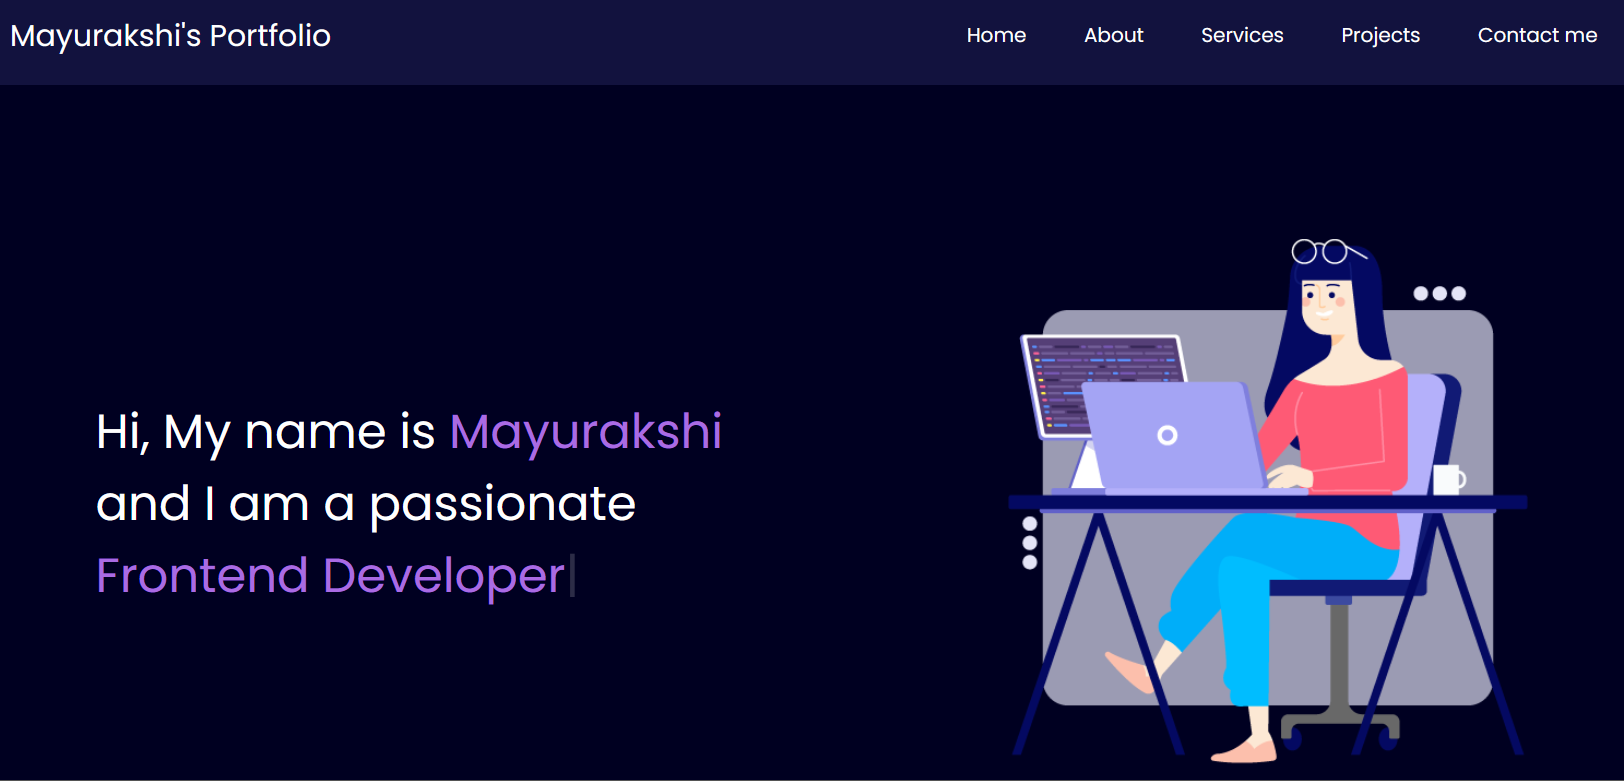 Mayurakshi's Portfolio
Home About Services Projects Contact me
Hi, My name is Mayurakshi
and I am a passionate
Frontend Developer